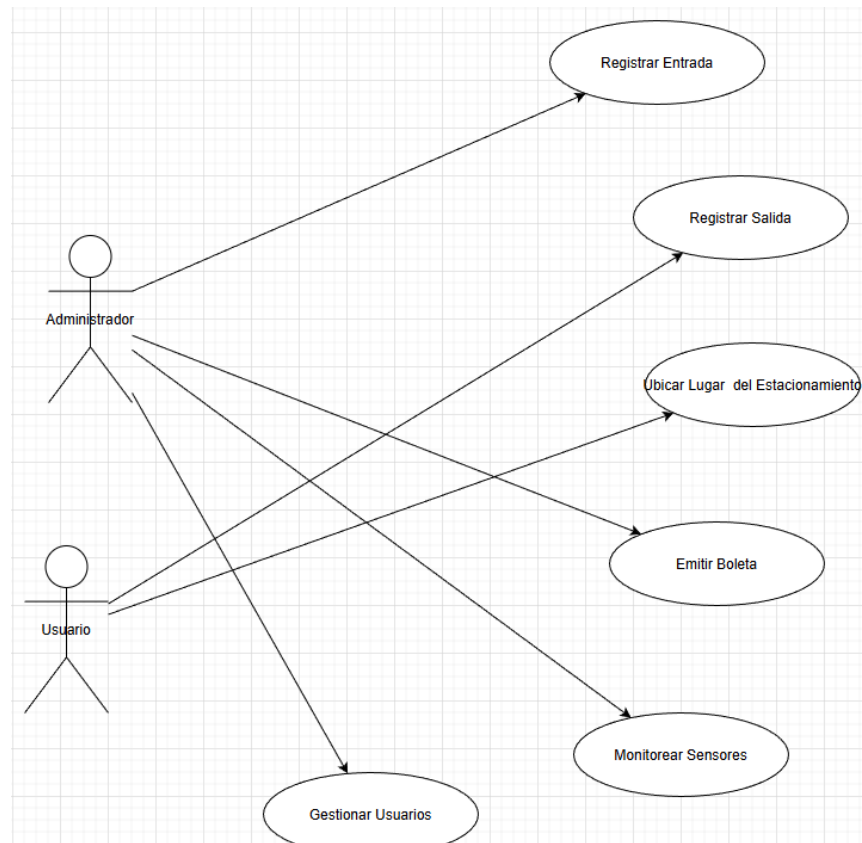 Registrar Entrada
Registrar Salida
Administrador
Ubicar Lugar del Estacionamiento
Emitir Boleta
Usuario
Monitorear Sensores
Gestionar Usuarios